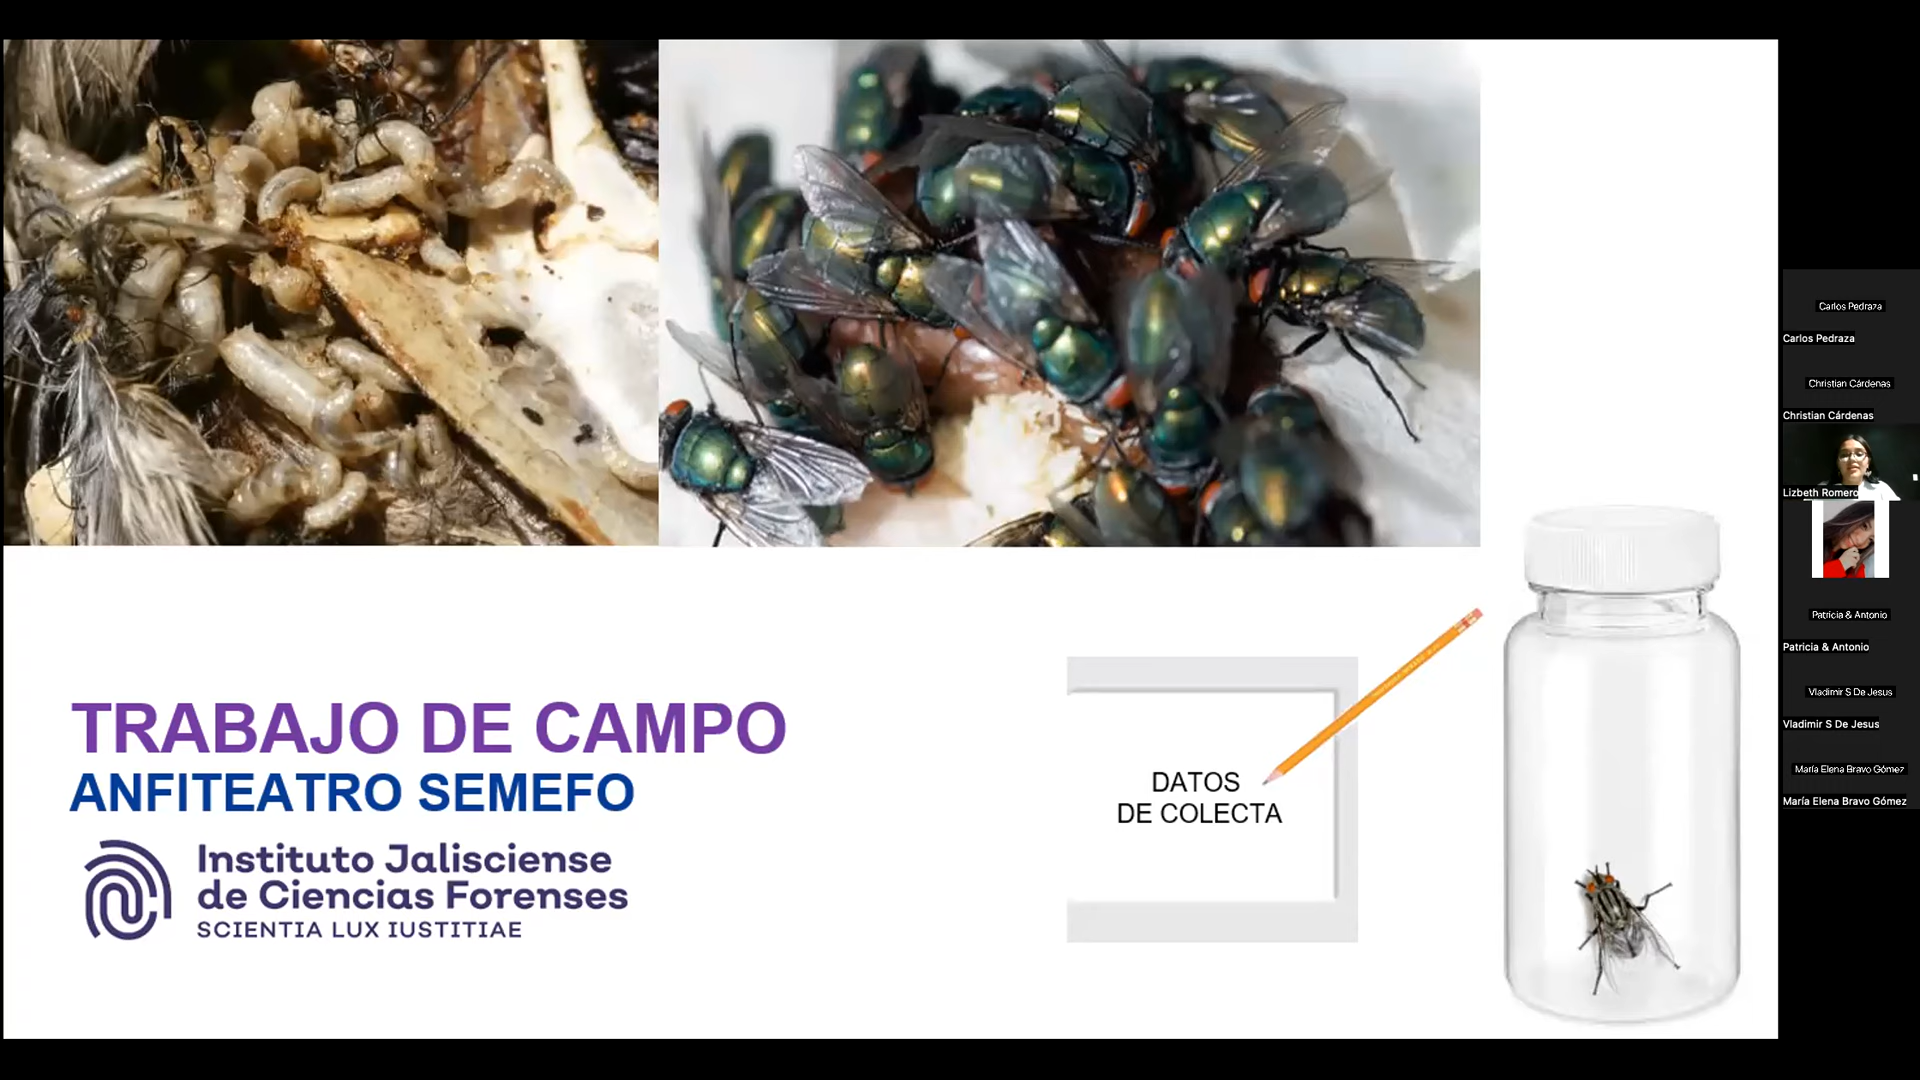 TRABAJO DE CAMPO
ANFITEATRO SEMEFO
Instituto Jalisciense
de Ciencias Forenses
SCIENTIA LUX IUSTITIAE
DATOS
DE COLECTA
Carlos Pedraza
Carlos Pedraza
Christian Cárdenas
Christian Cárdenas
Lizbeth Romero
Patricia & Antonio
Patricia & Antonio
Vladimir S De Jesus
Vladimir S De Jesus
María Elena Bravo Gómez
María Elena Bravo Gómez